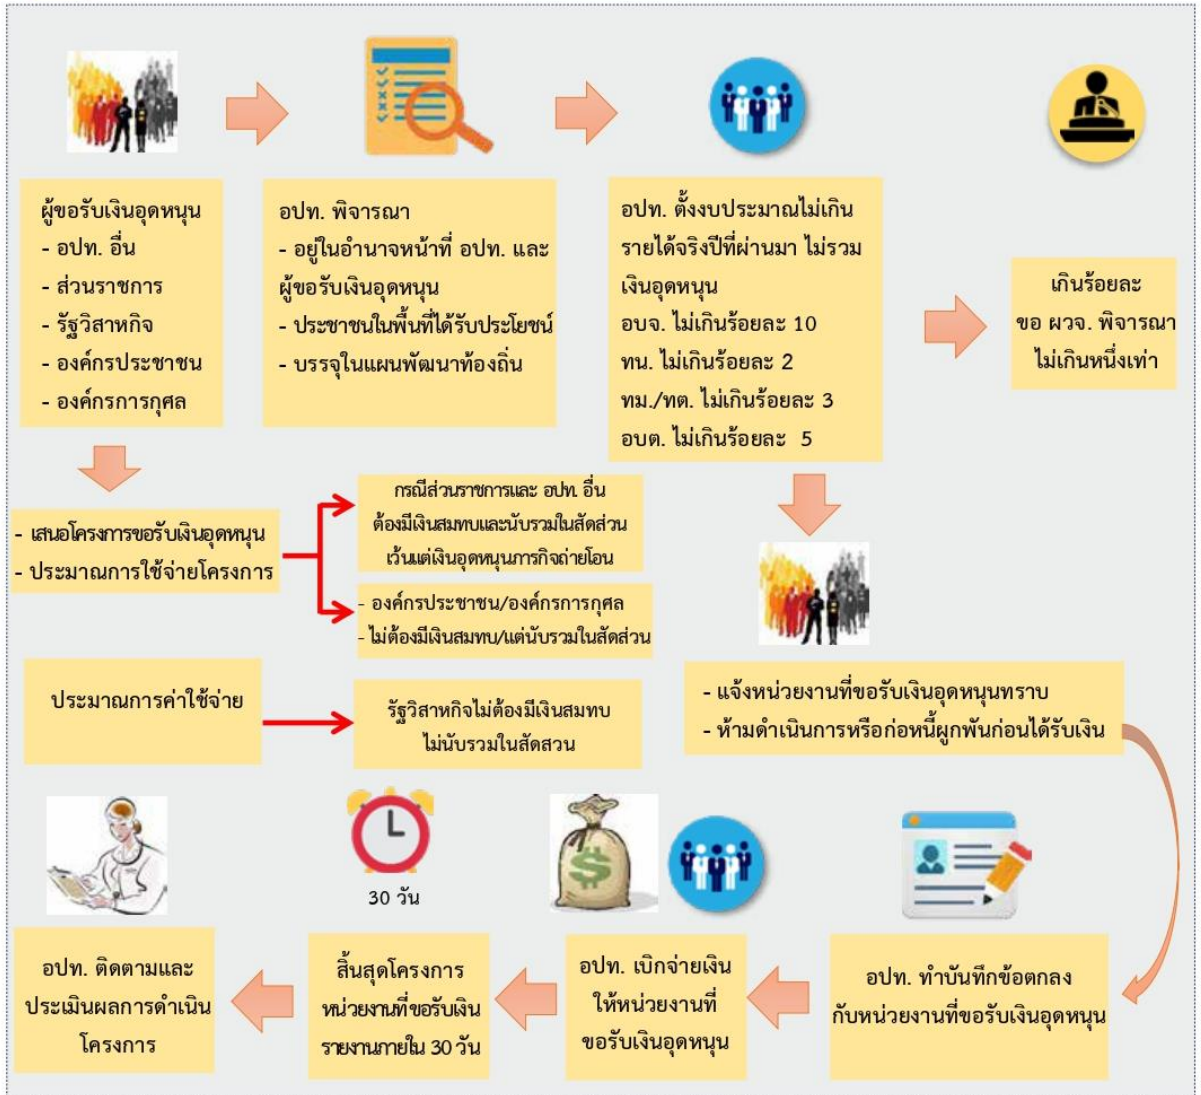 ผู้ขอรับเงินอุดหนุน
- อปท. อื่น
- ส่วนราชการ
- รัฐวิสาหกิจ
- องค์กรประชาชน
- องค์กรการกุศล
อปท. พิจารณา
- อยู่ในอำนาจหน้าที่ อปท. และ
ผู้ขอรับเงินอุดหนุน
- ประชาชนในพื้นที่ได้รับประโยชน์
- บรรจุในแผนพัฒนาท้องถิ่น
อปท. ตั้งงบประมาณไม่เกิน
รายได้จริงปีที่ผ่านมา ไม่รวม
เงินอุดหนุน
อบจ. ไม่เกินร้อยละ 10
ทน. ไม่เกินร้อยละ 2
ทม./ทต. ไม่เกินร้อยละ 3
อบต. ไม่เกินร้อยละ 5
เกินร้อยละ
ขอ ผวจ. พิจารณา
ไม่เกินหนึ่งเท่า
- เสนอโครงการขอรับเงินอุดหนุน
- ประมาณการใช้จ่ายโครงการ
กรณีส่วนราชการและ อปท. อื่น
ต้องมีเงินสมทบและนับรวมในสัดส่วน
เว้นแต่เงินอุดหนุนภารกิจถ่ายโอน
- องค์กรประชาชน/องค์กรการกุศล
- ไม่ต้องมีเงินสมทบ/แต่นับรวมในสัดส่วน
ประมาณการค่าใช้จ่าย
รัฐวิสาหกิจไม่ต้องมีเงินสมทบ
ไม่นับรวมในสัดสวน
- แจ้งหน่วยงานที่ขอรับเงินอุดหนุนทราบ
- ห้ามดำเนินการหรือก่อหนี้ผูกพันก่อนได้รับเงิน
อปท. ทำบันทึกข้อตกลง
กับหน่วยงานที่ขอรับเงินอุดหนุน
อปท. เบิกจ่ายเงิน
ให้หน่วยงานที่
ขอรับเงินอุดหนุน
30 วัน
สิ้นสุดโครงการ
หน่วยงานที่ขอรับเงิน
รายงานภายใน 30 วัน
อปท. ติดตามและ
ประเมินผลการดำเนิน
โครงการ